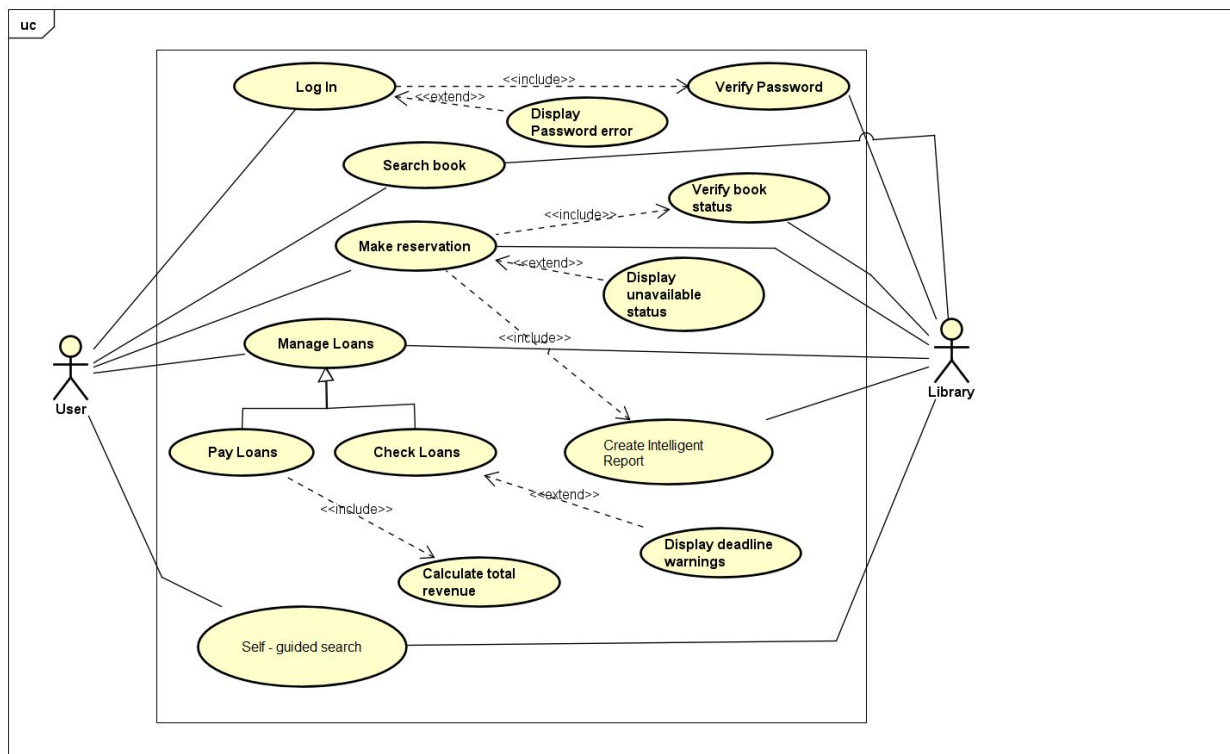 uc
Log In
<<include>>
Verify Password
<<extend>>
Display
Password error
Search book
Verify book
status
<<include>>
Make reservation
<<extend>>
Display
unavailable
status
Manage Loans
<<include>>
User
Library
Pay Loans
Check Loans
Create Intelligent
Report
<<extend>>
<<include>>
Display deadline
warnings
Calculate total
revenue
Self - guided search